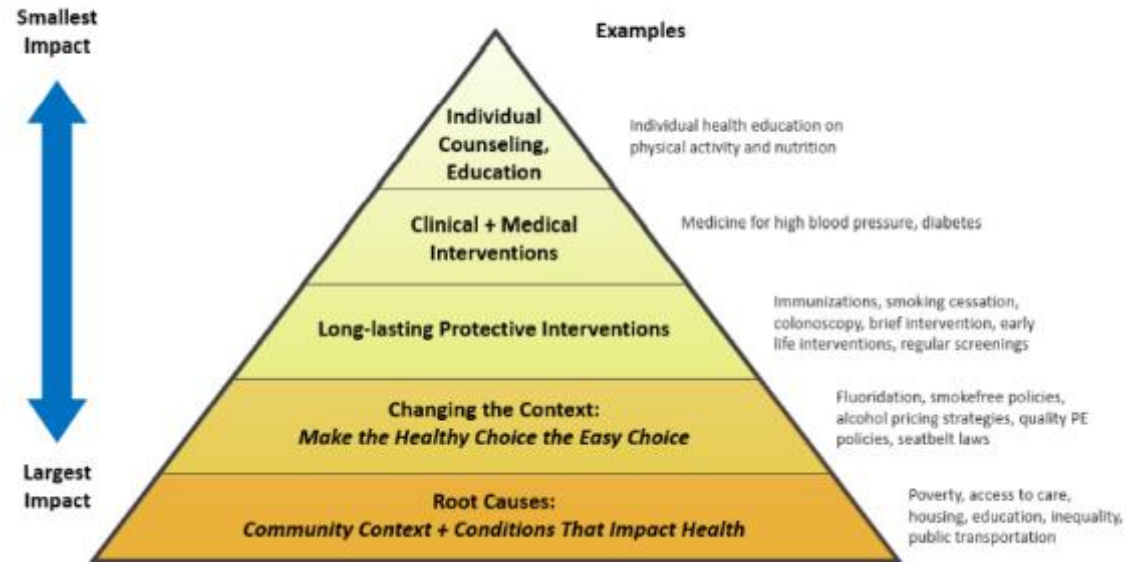 Smallest
Impact
Examples
Individual
Counseling,
Education
Individual health education on
physical activity and nutrition
Clinical + Medical
Interventions
Medicine for high blood pressure, diabetes
Long-lasting Protective Interventions
Immunizations, smoking cessation,
colonoscopy, brief intervention, early
life interventions, regular screenings
Changing the Context:
Make the Healthy Choice the Easy Choice
Fluoridation, smokefree policies,
alcohol pricing strategies, quality PE
policies, seatbelt laws
Largest
Impact
Root Causes:
Community Context + Conditions That Impact Health
Poverty, access to care,
housing, education, inequality,
public transportation